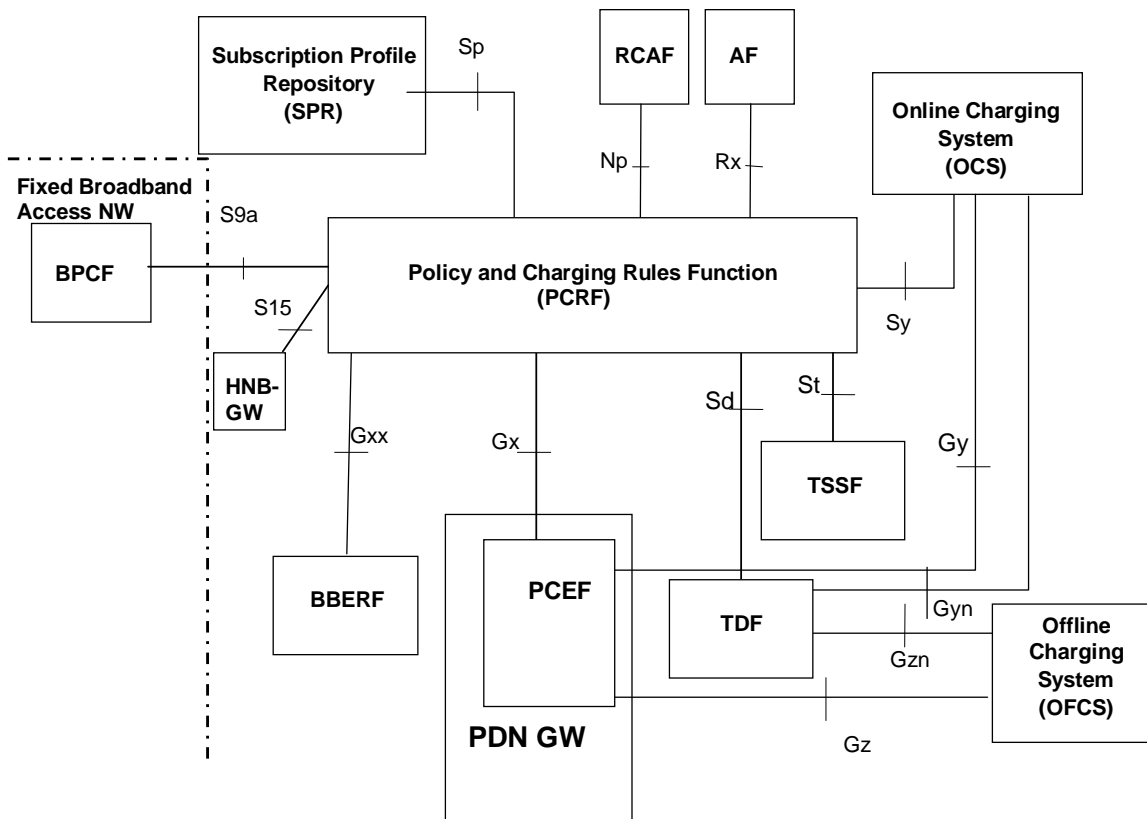 Subscription Profile
Repository
(SPR)
Sp
RCAF
AF
Online Charging
System
(OCS)
Np
Rx
Fixed Broadband
Access NW
S9a
BPCF
Policy and Charging Rules Function
(PCRF)
S15
Sy
HNB-
GW
Gxx
Gx
Sd
St
Gy
TSSF
BBERF
PCEF
TDF
Gyn
Gzn
Offline
Charging
System
(OFCS)
PDN GW
Gz